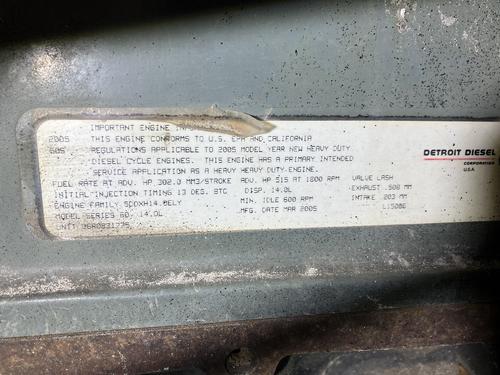 IMPORTANT ENGINE
2005 THIS ENGINE CONFORMS TO U.S. EPA AND CALIFORNIA
REGULATIONS APPLICABLE TO 2005 MODEL YEAR NEW HEAVY DUTY
DIESEL CYCLE ENGINES. THIS ENGINE HAS A PRIMARY INTENDED
SERVICE APPLICATION AS A HEAVY HEAVY-DUTY-ENGINE.
FUEL RATE AT ADV. HP 302.0 MM3/STROKE ADV. HP 515 AT 1800 RPM VALVE LASH
INITIAL INJECTION TIMING 13 DEG. BTC DISP. 14.0L EXHAUST .508 MM
ENGINE FAMILY 5DDXH14.0ELY MIN. IDLE 600 RPM INTAKE .203 MM
MODEL SERIES 60, 14.0L MFG. DATE MAR 2005
UNIT
DETROIT DIESEL
CORPORATION
U.S.A.